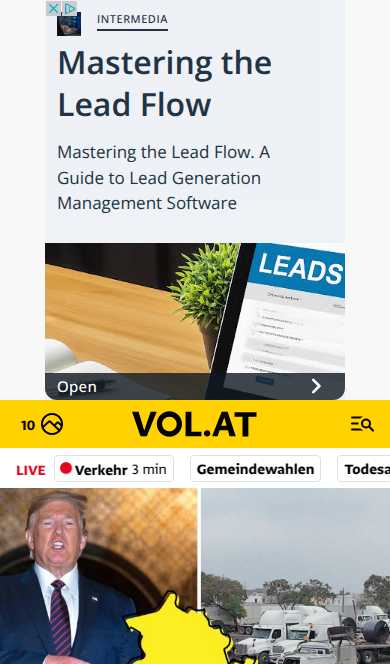 INTERMEDIA
Mastering the
Lead Flow
Mastering the Lead Flow. A
Guide to Lead Generation
Management Software
LEADS
Open
10
VOL.AT
LIVE
Verkehr 3 min
Gemeindewahlen
Todesa